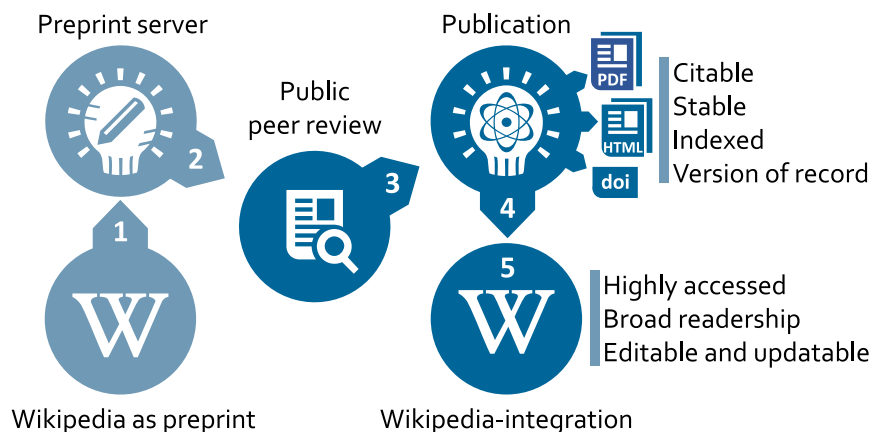 Preprint server
2
1
W
Wikipedia as preprint
Public
peer review
3
Publication
PDF
HTML
doi
Citable
Stable
Indexed
Version of record
4
5
W
Highly accessed
Broad readership
Editable and updatable
Wikipedia-integration